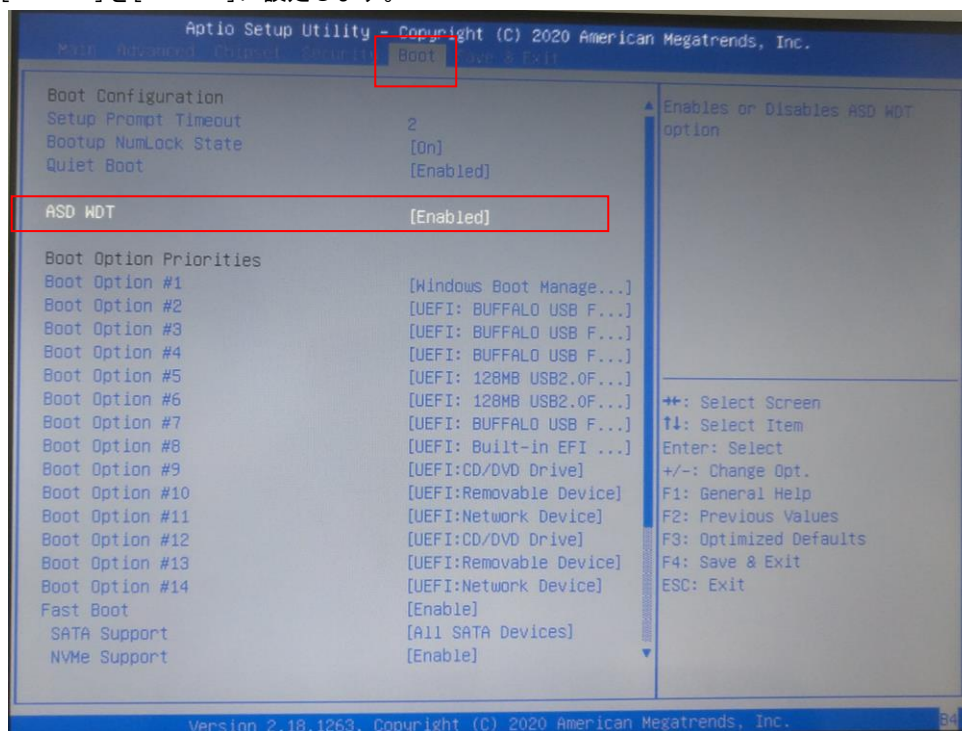 Aptio Setup Utility – Copyright (C) 2020 American Megatrends, Inc.
Main Advanced Chipset Security Boot Save & Exit
Boot Configuration
Setup Prompt Timeout 2
Bootup NumLock State [On]
Quiet Boot [Enabled]
ASD WDT [Enabled]
Boot Option Priorities
Boot Option #1 [Windows Boot Manage...]
Boot Option #2 [UEFI: BUFFALO USB F...]
Boot Option #3 [UEFI: BUFFALO USB F...]
Boot Option #4 [UEFI: BUFFALO USB F...]
Boot Option #5 [UEFI: 128MB USB2.0F...]
Boot Option #6 [UEFI: 128MB USB2.0F...]
Boot Option #7 [UEFI: BUFFALO USB F...]
Boot Option #8 [UEFI: Built-in EFI ...]
Boot Option #9 [UEFI:CD/DVD Drive]
Boot Option #10 [UEFI:Removable Device]
Boot Option #11 [UEFI:Network Device]
Boot Option #12 [UEFI:CD/DVD Drive]
Boot Option #13 [UEFI:Removable Device]
Boot Option #14 [UEFI:Network Device]
Fast Boot [Enable]
SATA Support [All SATA Devices]
NVMe Support [Enable]
Enables or Disables ASD WDT
option
→←: Select Screen
↑↓: Select Item
Enter: Select
+/-: Change Opt.
F1: General Help
F2: Previous Values
F3: Optimized Defaults
F4: Save & Exit
ESC: Exit
Version 2.18.1263. Copyright (C) 2020 American Megatrends, Inc.
B4